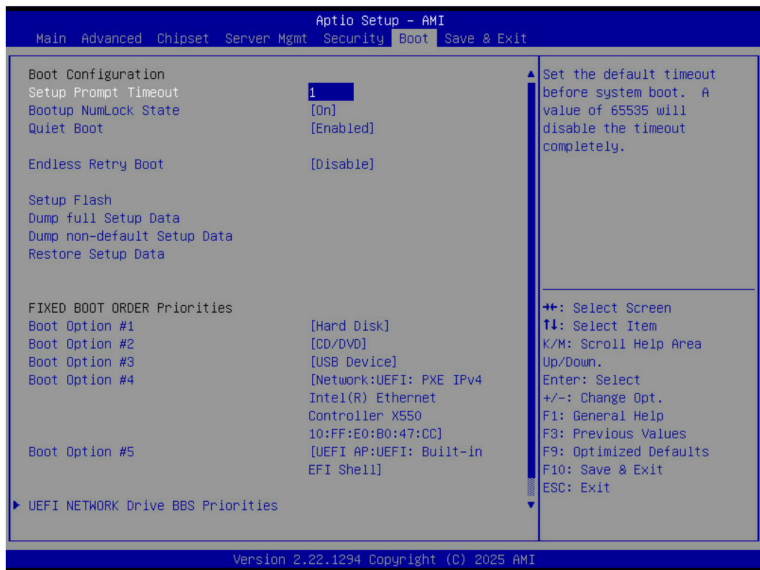 Aptio Setup – AMI
Main Advanced Chipset Server Mgmt Security Boot Save & Exit
Boot Configuration
Setup Prompt Timeout 1
Bootup NumLock State [On]
Quiet Boot [Enabled]
Endless Retry Boot [Disable]
Setup Flash
Dump full Setup Data
Dump non-default Setup Data
Restore Setup Data
FIXED BOOT ORDER Priorities
Boot Option #1 [Hard Disk]
Boot Option #2 [CD/DVD]
Boot Option #3 [USB Device]
Boot Option #4 [Network:UEFI: PXE IPv4
Intel(R) Ethernet
Controller X550
10:FF:E0:B0:47:CC]
Boot Option #5 [UEFI AP:UEFI: Built-in
EFI Shell]
UEFI NETWORK Drive BBS Priorities
Set the default timeout
before system boot. A
value of 65535 will
disable the timeout
completely.
→←: Select Screen
↑↓: Select Item
K/M: Scroll Help Area
Up/Down.
Enter: Select
+/-: Change Opt.
F1: General Help
F3: Previous Values
F9: Optimized Defaults
F10: Save & Exit
ESC: Exit
Version 2.22.1294 Copyright (C) 2025 AMI